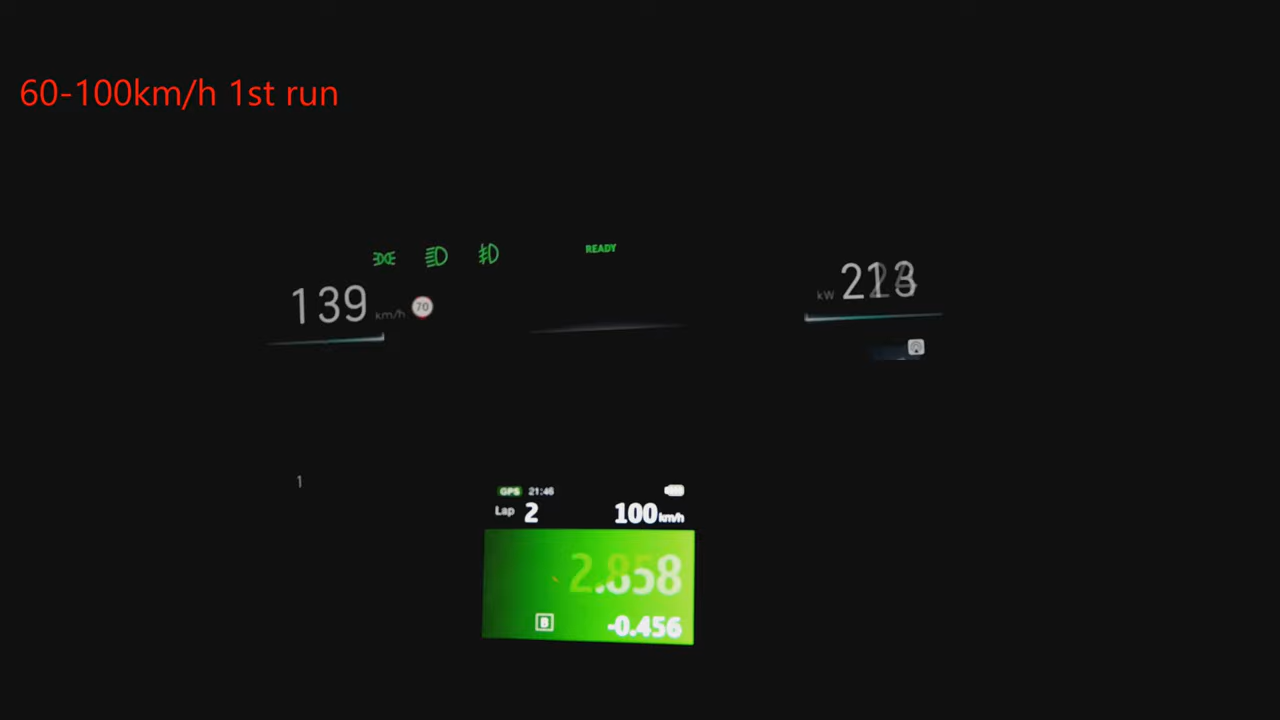 60-100km/h 1st run
READY
139 km/h 70
kW 213
1
GPS 21:46
Lap 2 100km/h
2.858
B -0.456